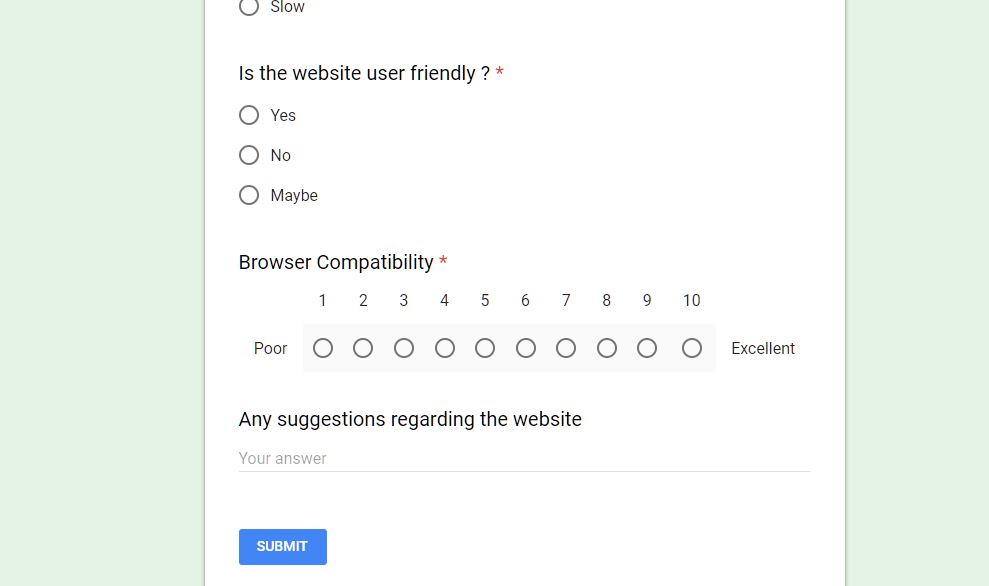 Slow
Is the website user friendly ? *
Yes
No
Maybe
Browser Compatibility *
1 2 3 4 5 6 7 8 9 10
Poor Excellent
Any suggestions regarding the website
Your answer
SUBMIT